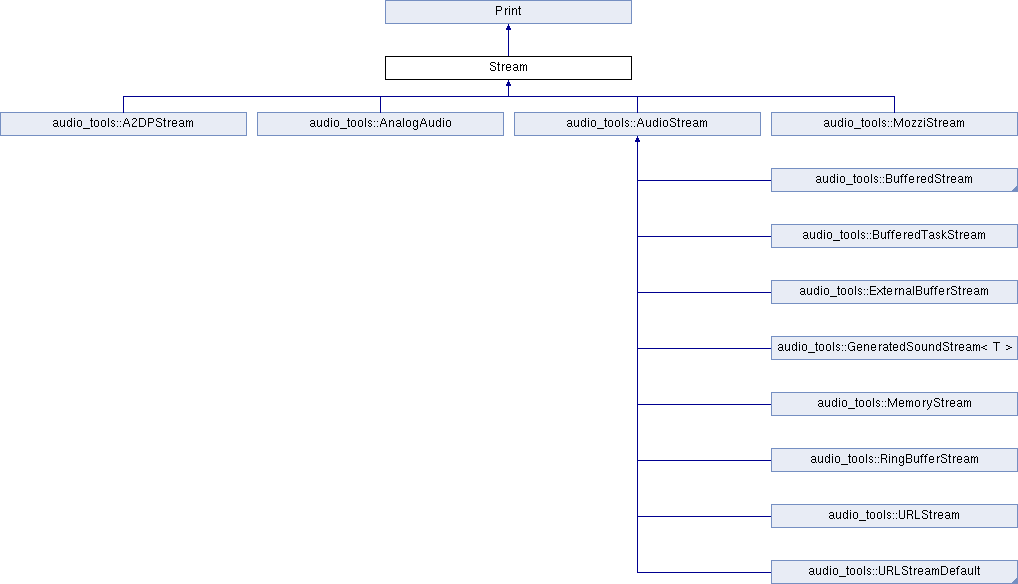 Print
Stream
audio_tools::A2DPStream
audio_tools::AnalogAudio
audio_tools::AudioStream
audio_tools::MozziStream
audio_tools::BufferedStream
audio_tools::BufferedTaskStream
audio_tools::ExternalBufferStream
audio_tools::GeneratedSoundStream< T >
audio_tools::MemoryStream
audio_tools::RingBufferStream
audio_tools::URLStream
audio_tools::URLStreamDefault